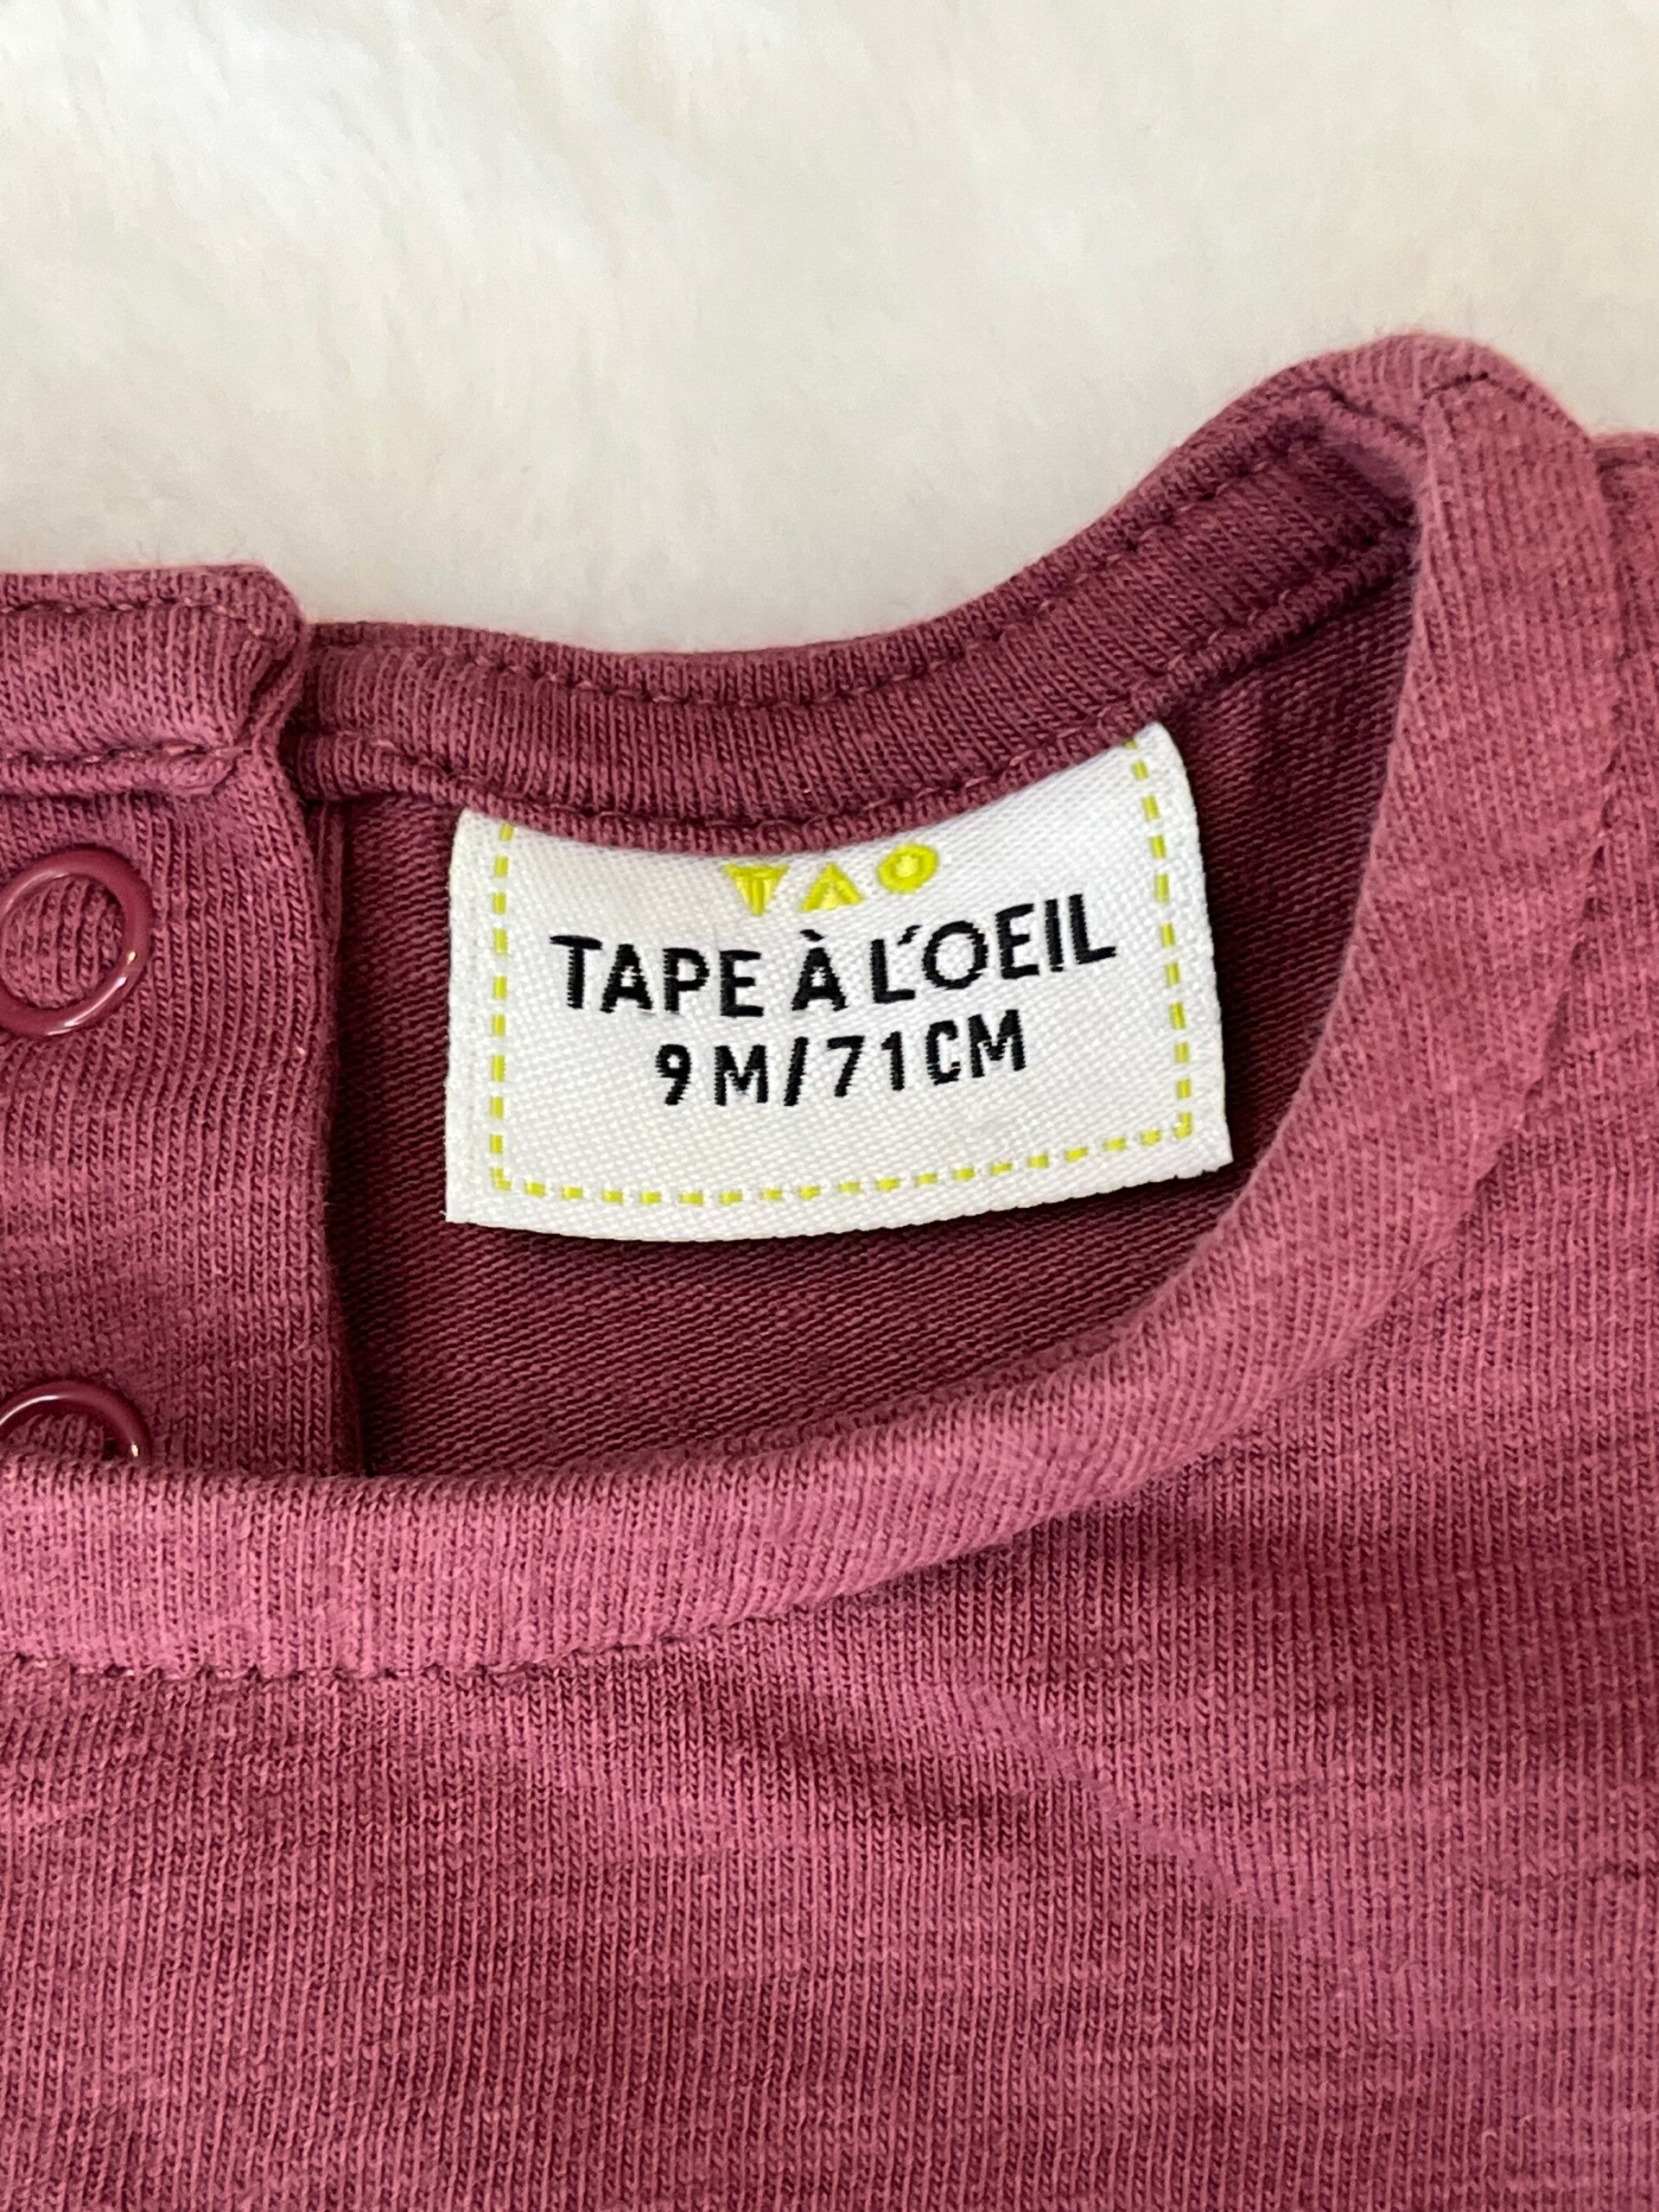 TAO
TAPE À L'OEIL
9M/71CM